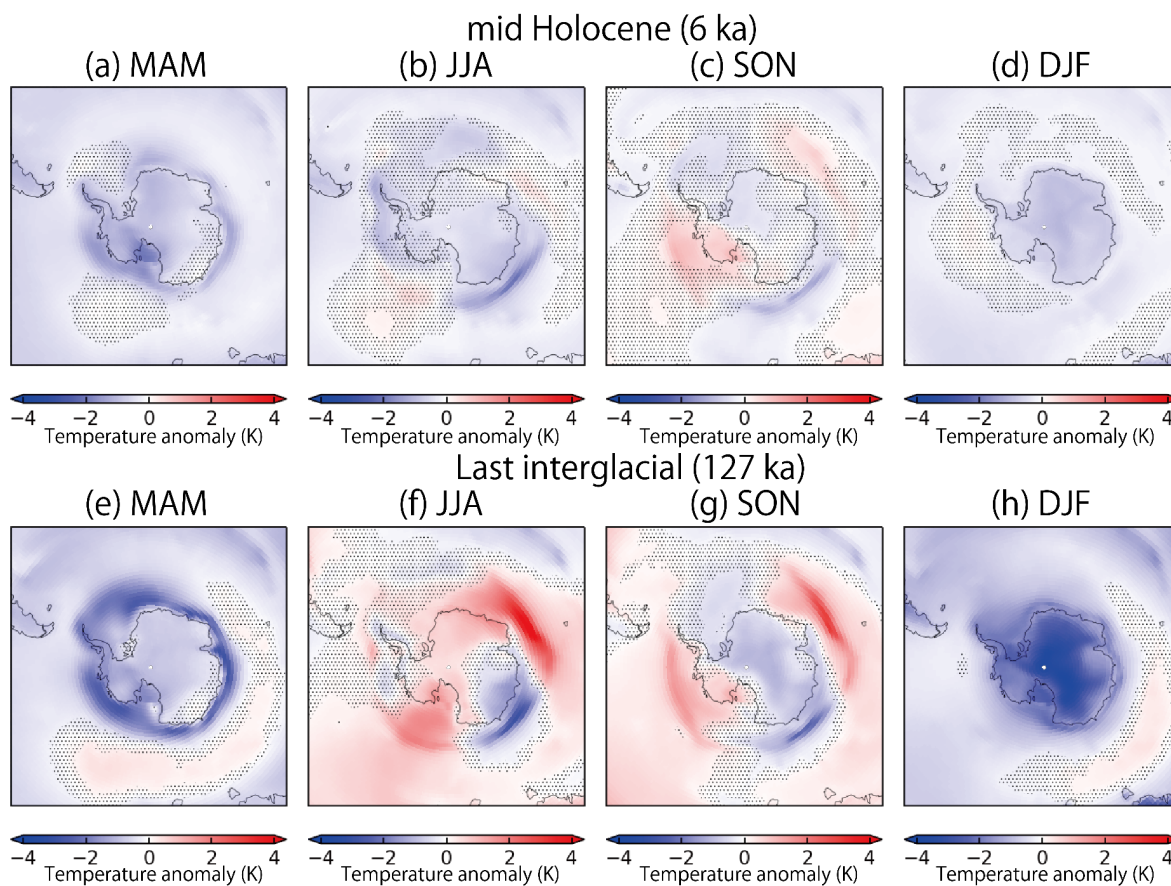 mid Holocene (6 ka)
(a) MAM (b) JJA (c) SON (d) DJF
−4 −2 0 2 4 −4 −2 0 2 4 −4 −2 0 2 4 −4 −2 0 2 4
Temperature anomaly (K) Temperature anomaly (K) Temperature anomaly (K) Temperature anomaly (K)
Last interglacial (127 ka)
(e) MAM (f) JJA (g) SON (h) DJF
−4 −2 0 2 4 −4 −2 0 2 4 −4 −2 0 2 4 −4 −2 0 2 4
Temperature anomaly (K) Temperature anomaly (K) Temperature anomaly (K) Temperature anomaly (K)